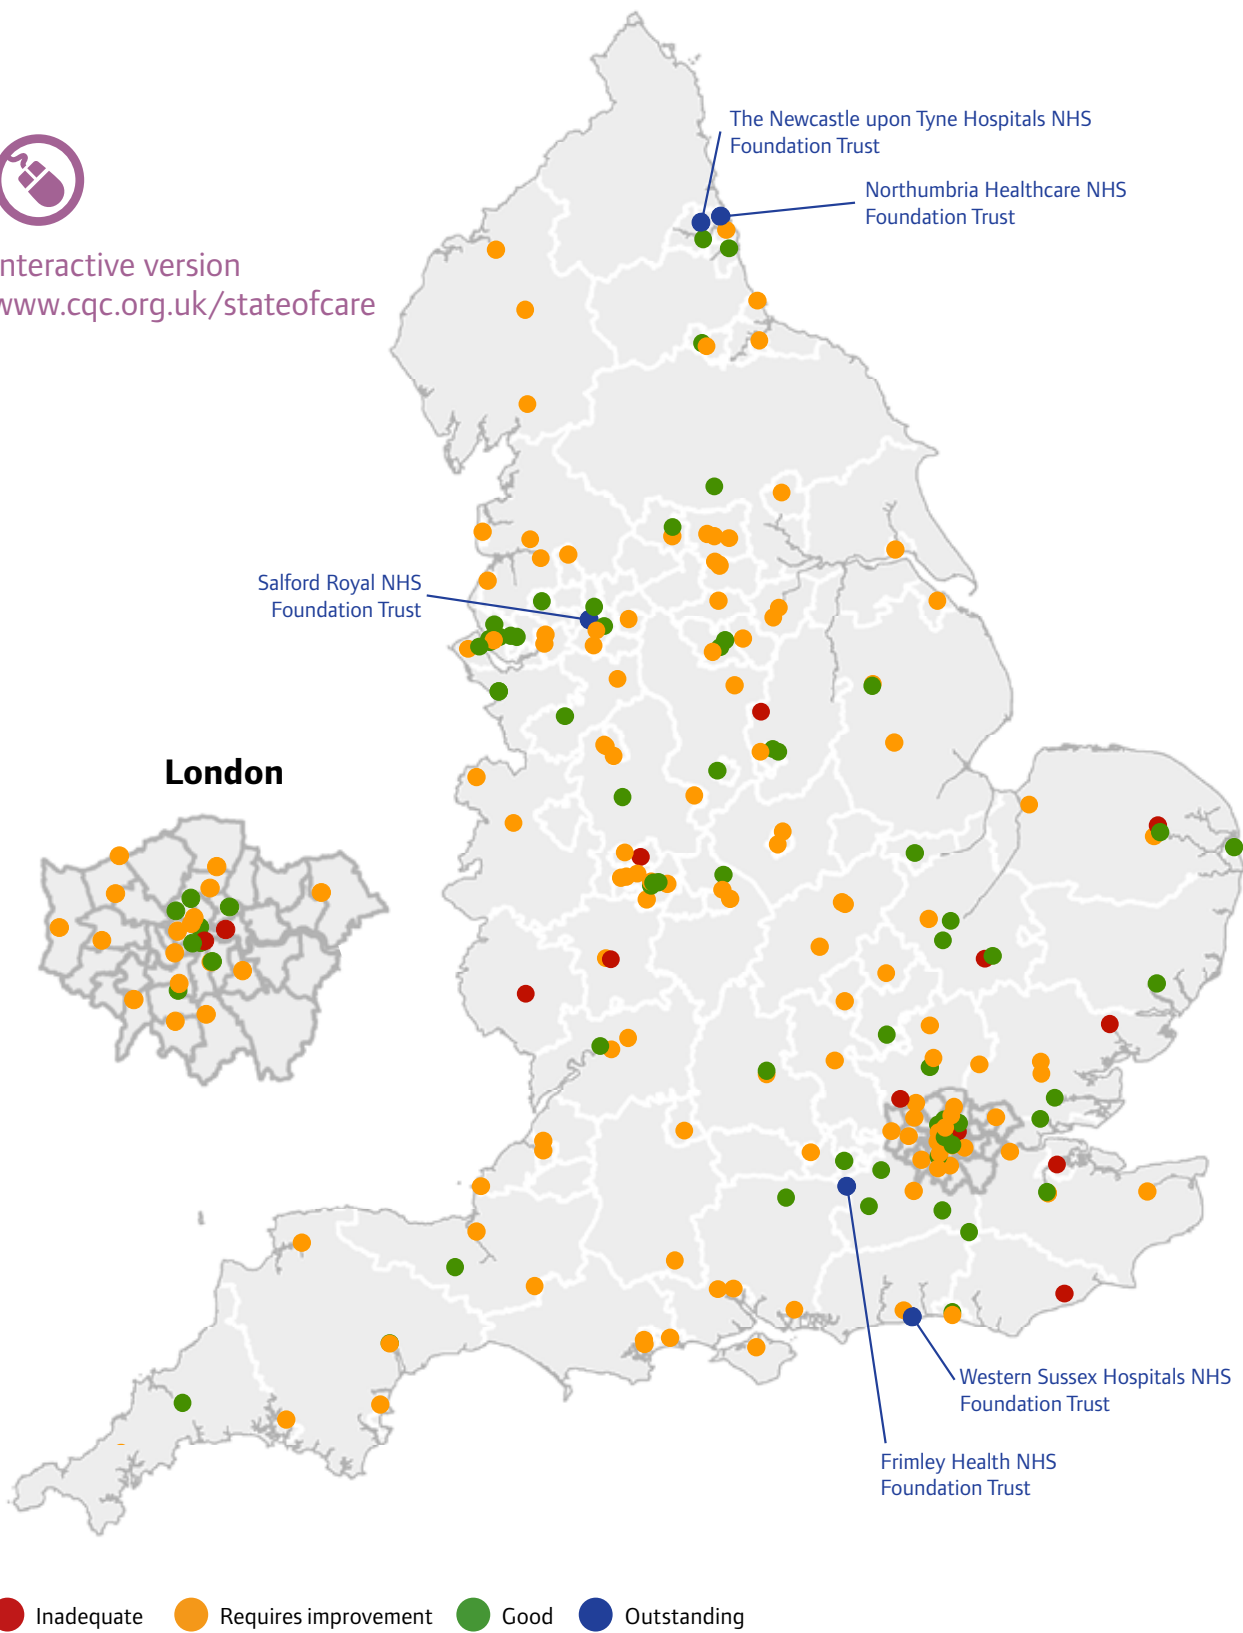 The Newcastle upon Tyne Hospitals NHS
Foundation Trust
Northumbria Healthcare NHS
Foundation Trust
nteractive version
www.cqc.org.uk/stateofcare
Salford Royal NHS
Foundation Trust
London
Western Sussex Hospitals NHS
Foundation Trust
Frimley Health NHS
Foundation Trust
Inadequate
Requires improvement
Good
Outstanding